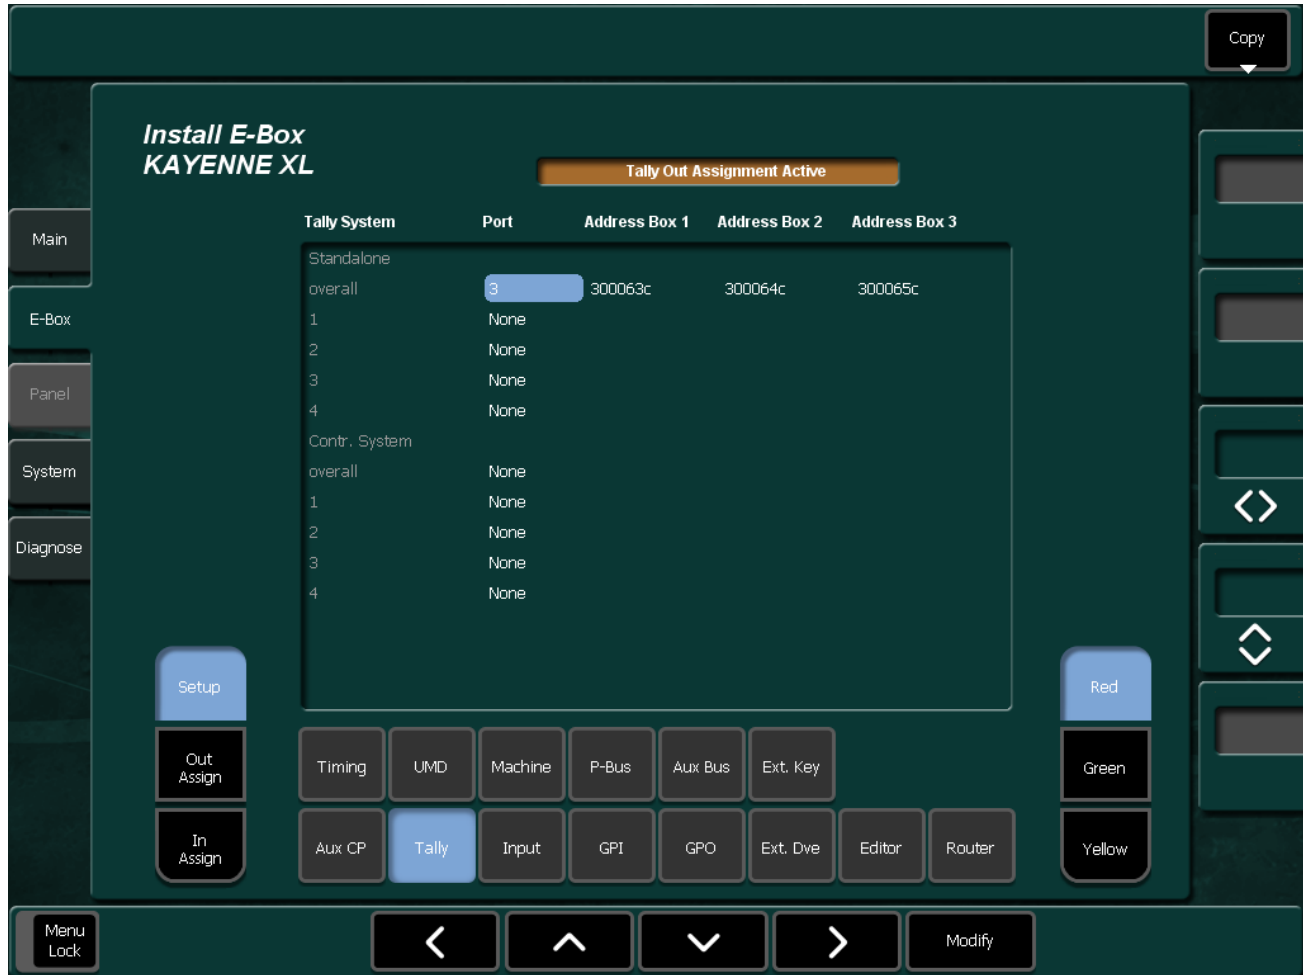 Copy
Install E-Box
KAYENNE XL
Tally Out Assignment Active
Tally System Port Address Box 1 Address Box 2 Address Box 3
Standalone
overall 3 300063c 300064c 300065c
1 None
2 None
3 None
4 None
Contr. System
overall None
1 None
2 None
3 None
4 None
Main
E-Box
Panel
System
Diagnose
Setup
Out
Assign
In
Assign
Timing UMD Machine P-Bus Aux Bus Ext. Key
Aux CP Tally Input GPI GPO Ext. Dve Editor Router
Red
Green
Yellow
Menu
Lock
Modify